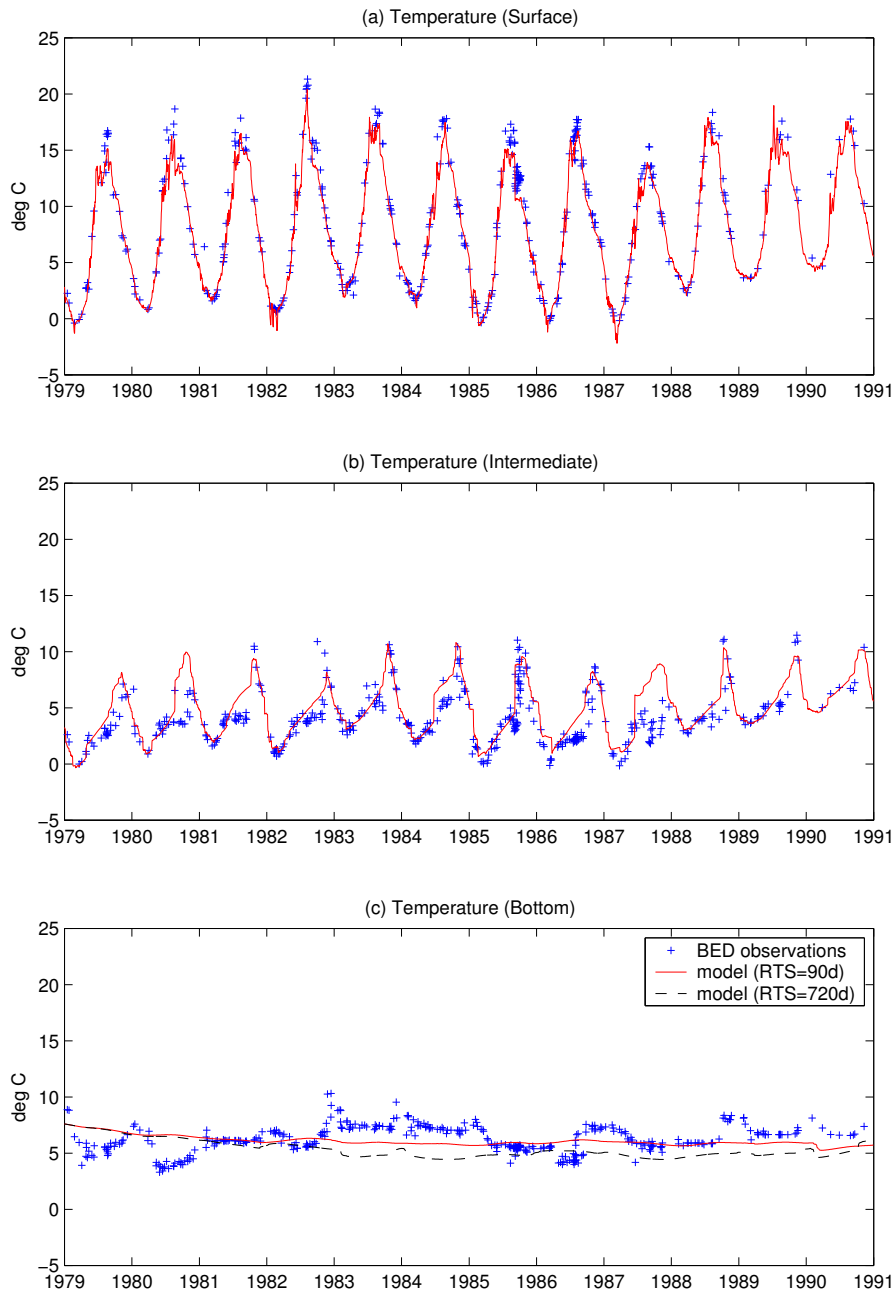 (a) Temperature (Surface)
25
20
15
10
5
0
−5
deg C
1979 1980 1981 1982 1983 1984 1985 1986 1987 1988 1989 1990 1991
(b) Temperature (Intermediate)
25
20
15
10
5
0
−5
deg C
1979 1980 1981 1982 1983 1984 1985 1986 1987 1988 1989 1990 1991
(c) Temperature (Bottom)
25
20
15
10
5
0
−5
deg C
BED observations
model (RTS=90d)
model (RTS=720d)
1979 1980 1981 1982 1983 1984 1985 1986 1987 1988 1989 1990 1991